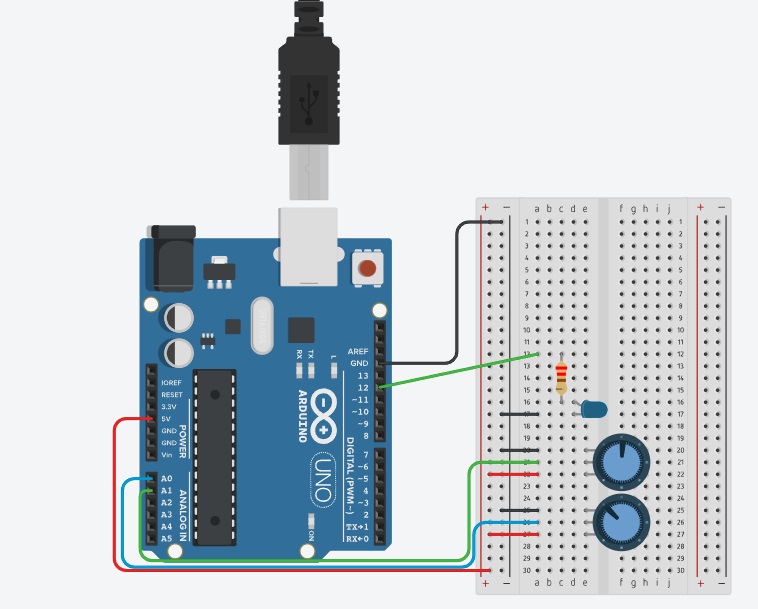 + − a b c d e f g h i j + −
1 1
2 2
3 3
4 4
5 5
6 6
7 7
8 8
9 9
10 10
11 11
12 12
13 13
14 14
15 15
16 16
17 17
18 18
19 19
20 20
21 21
22 22
23 23
24 24
25 25
26 26
27 27
28 28
29 29
30 30
+ − a b c d e f g h i j + −
AREF
GND
13
12
~11
~10
~9
8
7
~6
~5
4
~3
2
TX→1
RX←0
DIGITAL (PWM~)
RX
TX
L
ARDUINO
UNO
ON
IOREF
RESET
3.3V
5V
GND
GND
Vin
POWER
A0
A1
A2
A3
A4
A5
ANALOG IN